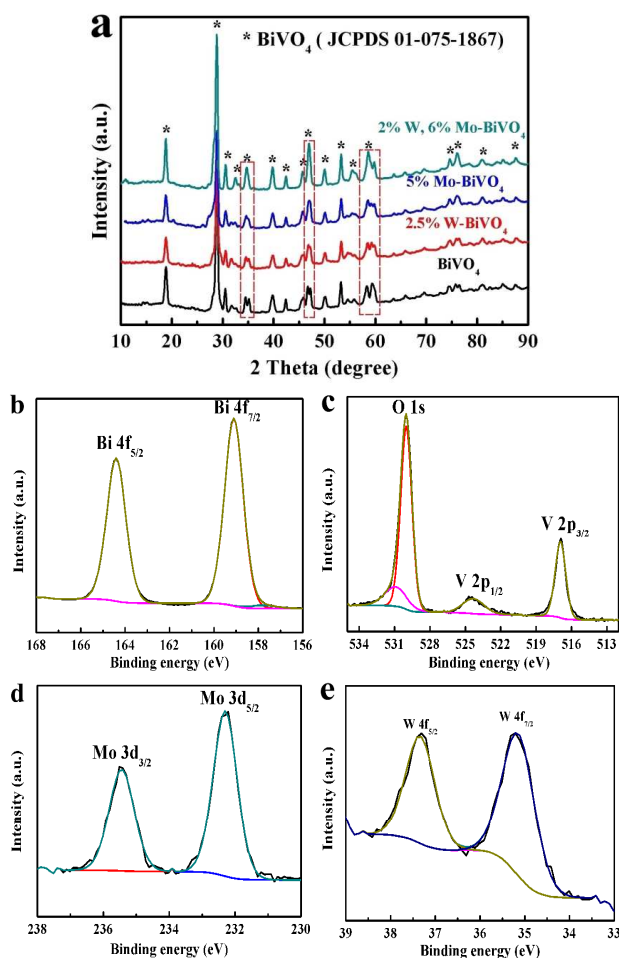 a
* BiVO4 ( JCPDS 01-075-1867)
* * * * * * * * * * * * * * * *
2% W, 6% Mo-BiVO4
5% Mo-BiVO4
2.5% W-BiVO4
BiVO4
Intensity (a.u.)
10 20 30 40 50 60 70 80 90
2 Theta (degree)
b
Bi 4f5/2
Bi 4f7/2
Intensity (a.u.)
168 166 164 162 160 158 156
Binding energy (eV)
c
O 1s
V 2p1/2
V 2p3/2
Intensity (a.u.)
534 531 528 525 522 519 516 513
Binding energy (eV)
d
Mo 3d3/2
Mo 3d5/2
Intensity (a.u.)
238 236 234 232 230
Binding energy (eV)
e
W 4f5/2
W 4f7/2
Intensity (a.u.)
39 38 37 36 35 34 33
Binding energy (eV)